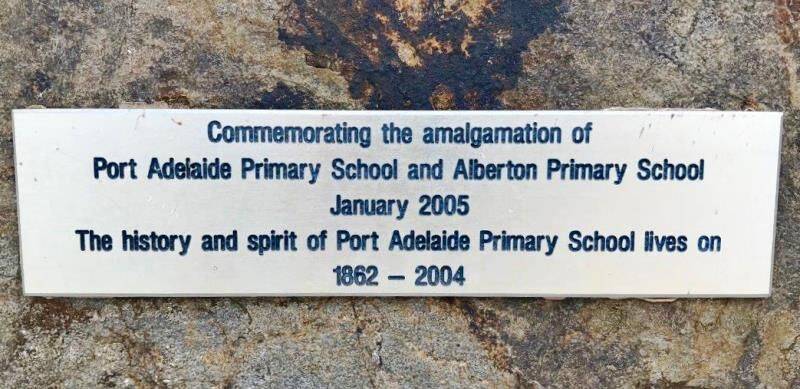 Commemorating the amalgamation of
Port Adelaide Primary School and Alberton Primary School
January 2005
The history and spirit of Port Adelaide Primary School lives on
1862 – 2004